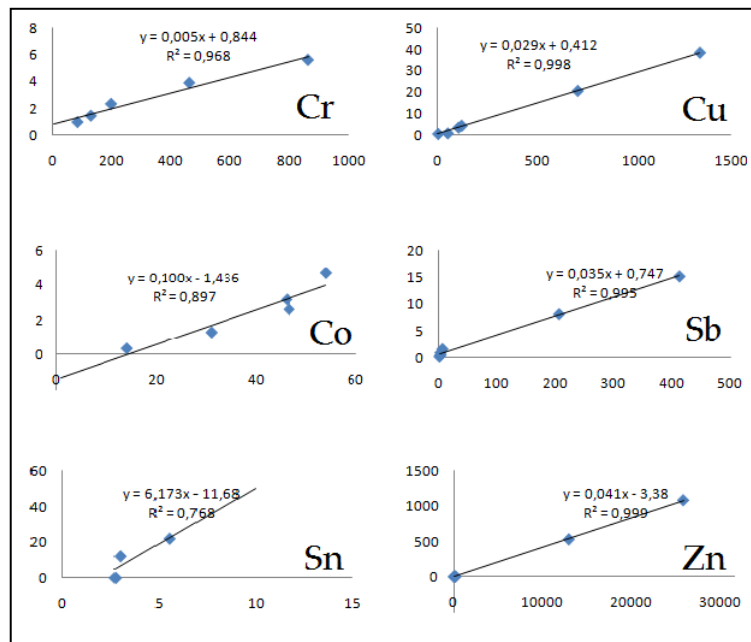 8
6
4
2
0
y = 0,005x + 0,844
R² = 0,968
Cr
0 200 400 600 800 1000
50
40
30
20
10
0
y = 0,029x + 0,412
R² = 0,998
Cu
0 500 1000 1500
6
4
2
0
y = 0,100x - 1,436
R² = 0,897
Co
20 40 60
20
15
10
5
0
y = 0,035x + 0,747
R² = 0,995
Sb
0 100 200 300 400 500
60
40
20
0
y = 6,173x - 11,68
R² = 0,768
Sn
0 5 10 15
1500
1000
500
0
y = 0,041x - 3,38
R² = 0,999
Zn
0 10000 20000 30000